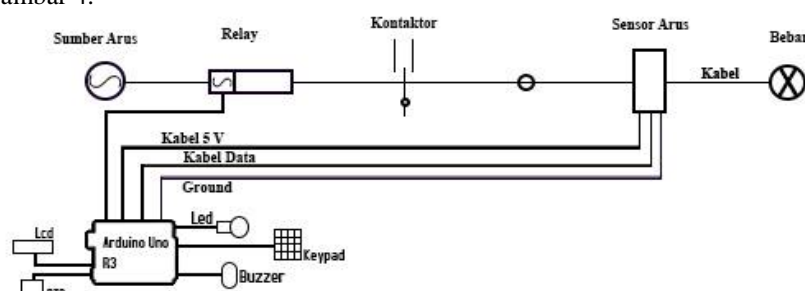 Sumber Arus
Relay
Kontaktor
Sensor Arus
Kabel
Kabel 5 V
Kabel Data
Ground
Lcd
Arduino Uno
R3
Led
Keypad
Buzzer